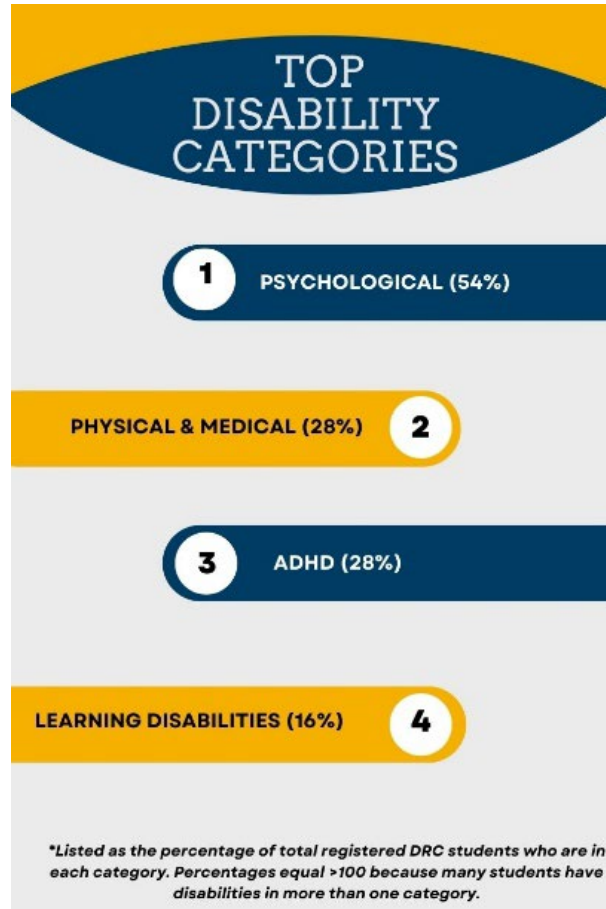 TOP
DISABILITY
CATEGORIES
1
PSYCHOLOGICAL (54%)
PHYSICAL & MEDICAL (28%)
2
3
ADHD (28%)
LEARNING DISABILITIES (16%)
4
*Listed as the percentage of total registered DRC students who are in
each category. Percentages equal >100 because many students have
disabilities in more than one category.